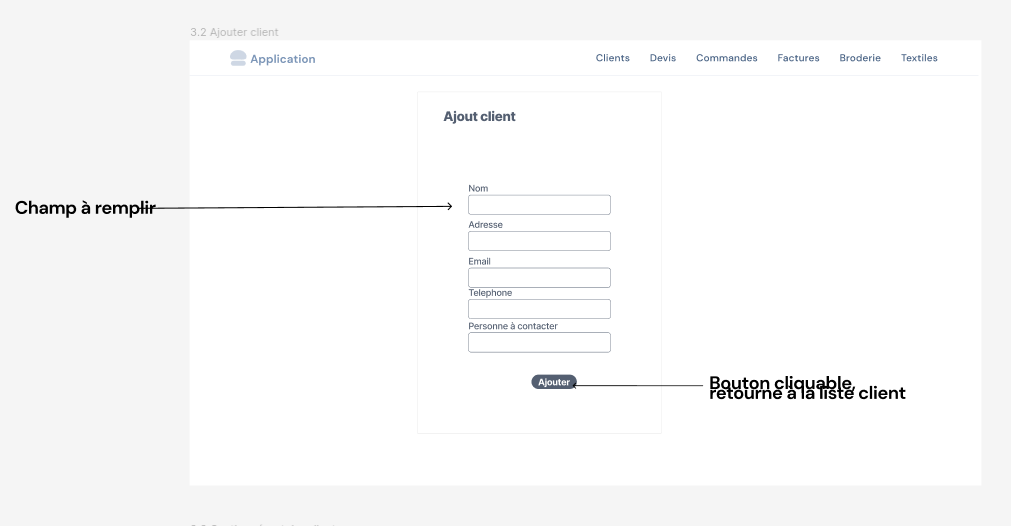 3.2 Ajouter client
Application
Clients Devis Commandes Factures Broderie Textiles
Ajout client
Nom
Champ à remplir
Adresse
Email
Telephone
Personne à contacter
Ajouter
Bouton cliquable,
retourne à la liste client